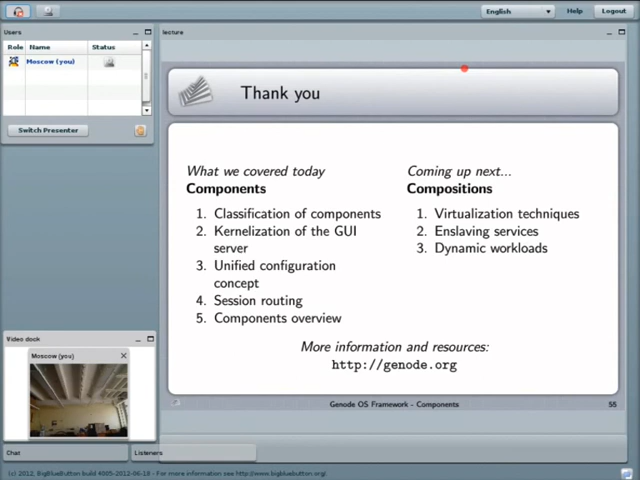 English
Help
Logout
Users
lecture
Role Name Status
Moscow (you)
Switch Presenter
Thank you
What we covered today
Components
1. Classification of components
2. Kernelization of the GUI
server
3. Unified configuration
concept
4. Session routing
5. Components overview
Coming up next...
Compositions
1. Virtualization techniques
2. Enslaving services
3. Dynamic workloads
More information and resources:
http://genode.org
Genode OS Framework - Components
55
Video dock
Moscow (you)
Chat
Listeners
(c) 2012, BigBlueButton build 4005-2012-06-19 - For more information see http://www.bigbluebutton.org/.